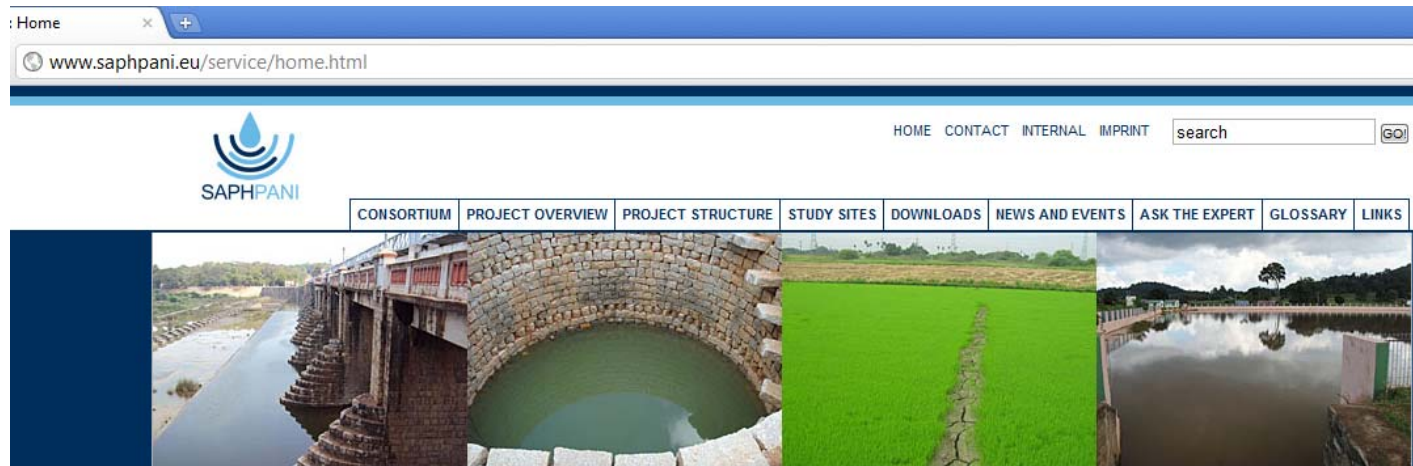 : Home
www.saphpani.eu/service/home.html
HOME CONTACT INTERNAL IMPRINT search GO!
SAPHPANI
CONSORTIUM PROJECT OVERVIEW PROJECT STRUCTURE STUDY SITES DOWNLOADS NEWS AND EVENTS ASK THE EXPERT GLOSSARY LINKS